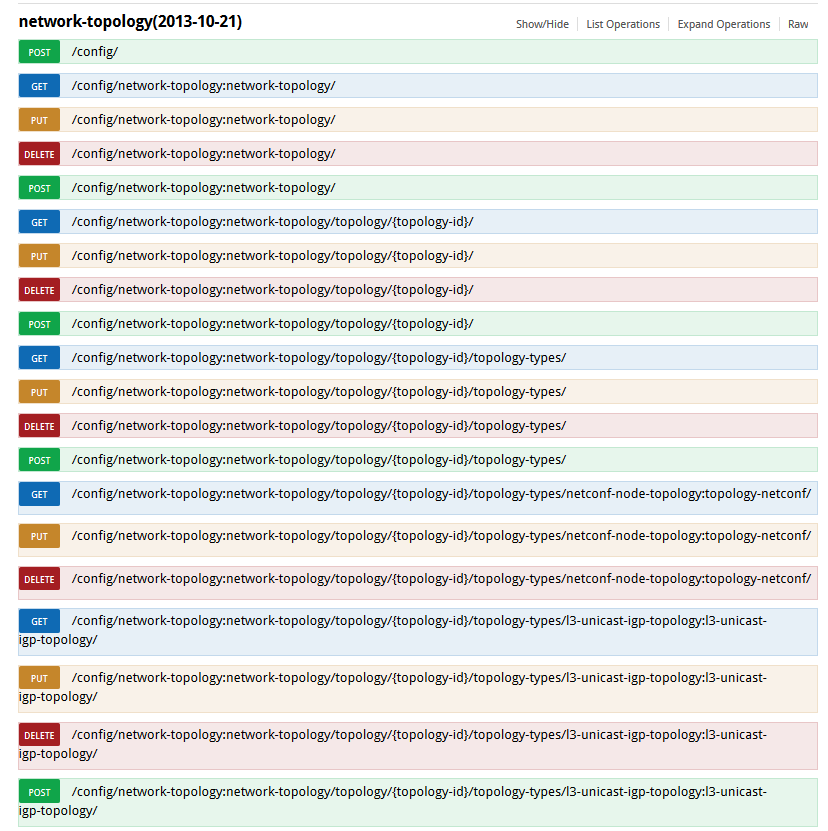 network-topology(2013-10-21) Show/Hide List Operations Expand Operations Raw
POST /config/
GET /config/network-topology:network-topology/
PUT /config/network-topology:network-topology/
DELETE /config/network-topology:network-topology/
POST /config/network-topology:network-topology/
GET /config/network-topology:network-topology/topology/{topology-id}/
PUT /config/network-topology:network-topology/topology/{topology-id}/
DELETE /config/network-topology:network-topology/topology/{topology-id}/
POST /config/network-topology:network-topology/topology/{topology-id}/
GET /config/network-topology:network-topology/topology/{topology-id}/topology-types/
PUT /config/network-topology:network-topology/topology/{topology-id}/topology-types/
DELETE /config/network-topology:network-topology/topology/{topology-id}/topology-types/
POST /config/network-topology:network-topology/topology/{topology-id}/topology-types/
GET /config/network-topology:network-topology/topology/{topology-id}/topology-types/netconf-node-topology:topology-netconf/
PUT /config/network-topology:network-topology/topology/{topology-id}/topology-types/netconf-node-topology:topology-netconf/
DELETE /config/network-topology:network-topology/topology/{topology-id}/topology-types/netconf-node-topology:topology-netconf/
GET /config/network-topology:network-topology/topology/{topology-id}/topology-types/l3-unicast-igp-topology:l3-unicast-
igp-topology/
PUT /config/network-topology:network-topology/topology/{topology-id}/topology-types/l3-unicast-igp-topology:l3-unicast-
igp-topology/
DELETE /config/network-topology:network-topology/topology/{topology-id}/topology-types/l3-unicast-igp-topology:l3-unicast-
igp-topology/
POST /config/network-topology:network-topology/topology/{topology-id}/topology-types/l3-unicast-igp-topology:l3-unicast-
igp-topology/